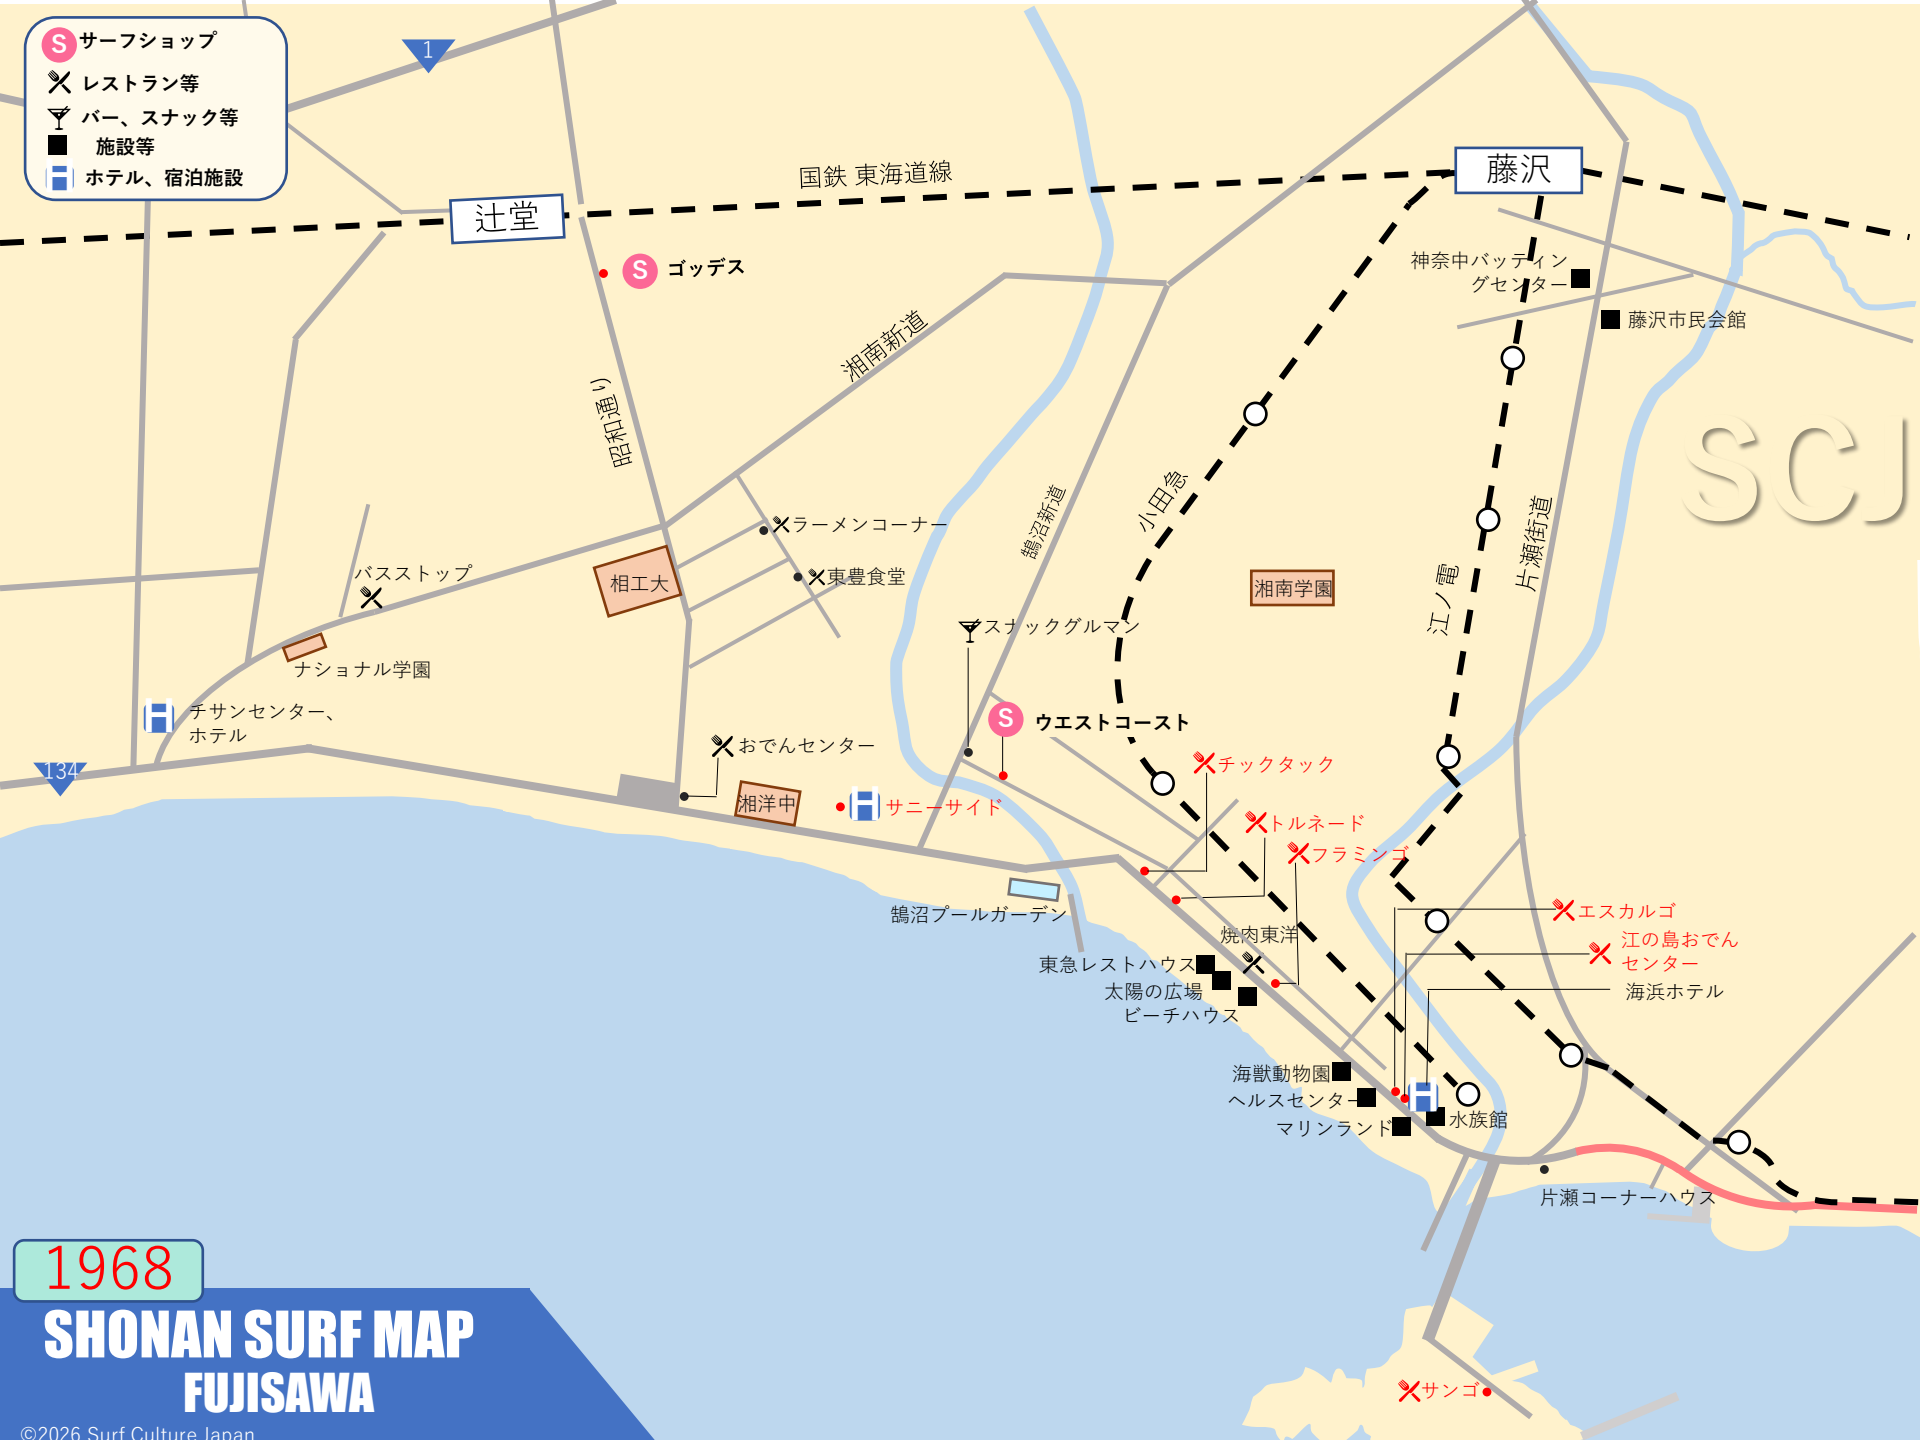 S サーフショップ
レストラン等
バー、スナック等
施設等
H ホテル、宿泊施設
1
国鉄 東海道線
藤沢
辻堂
S ゴッデス
神奈中バッティン
グセンター
藤沢市民会館
湘南新道
昭和通り
SCJ
小田急
鵠沼新道
片瀬街道
江ノ電
ラーメンコーナー
東豊食堂
バスストップ
相工大
湘南学園
スナックグルマン
ナショナル学園
チサンセンター、
ホテル
S ウエストコースト
おでんセンター
134
チックタック
湘洋中
サニーサイド
トルネード
フラミンゴ
鵠沼プールガーデン
エスカルゴ
焼肉東洋
江の島おでん
センター
東急レストハウス
太陽の広場
海浜ホテル
ビーチハウス
海獣動物園
ヘルスセンター
マリンランド
水族館
片瀬コーナーハウス
1968
SHONAN SURF MAP
FUJISAWA
サンゴ
©2026 Surf Culture Japan